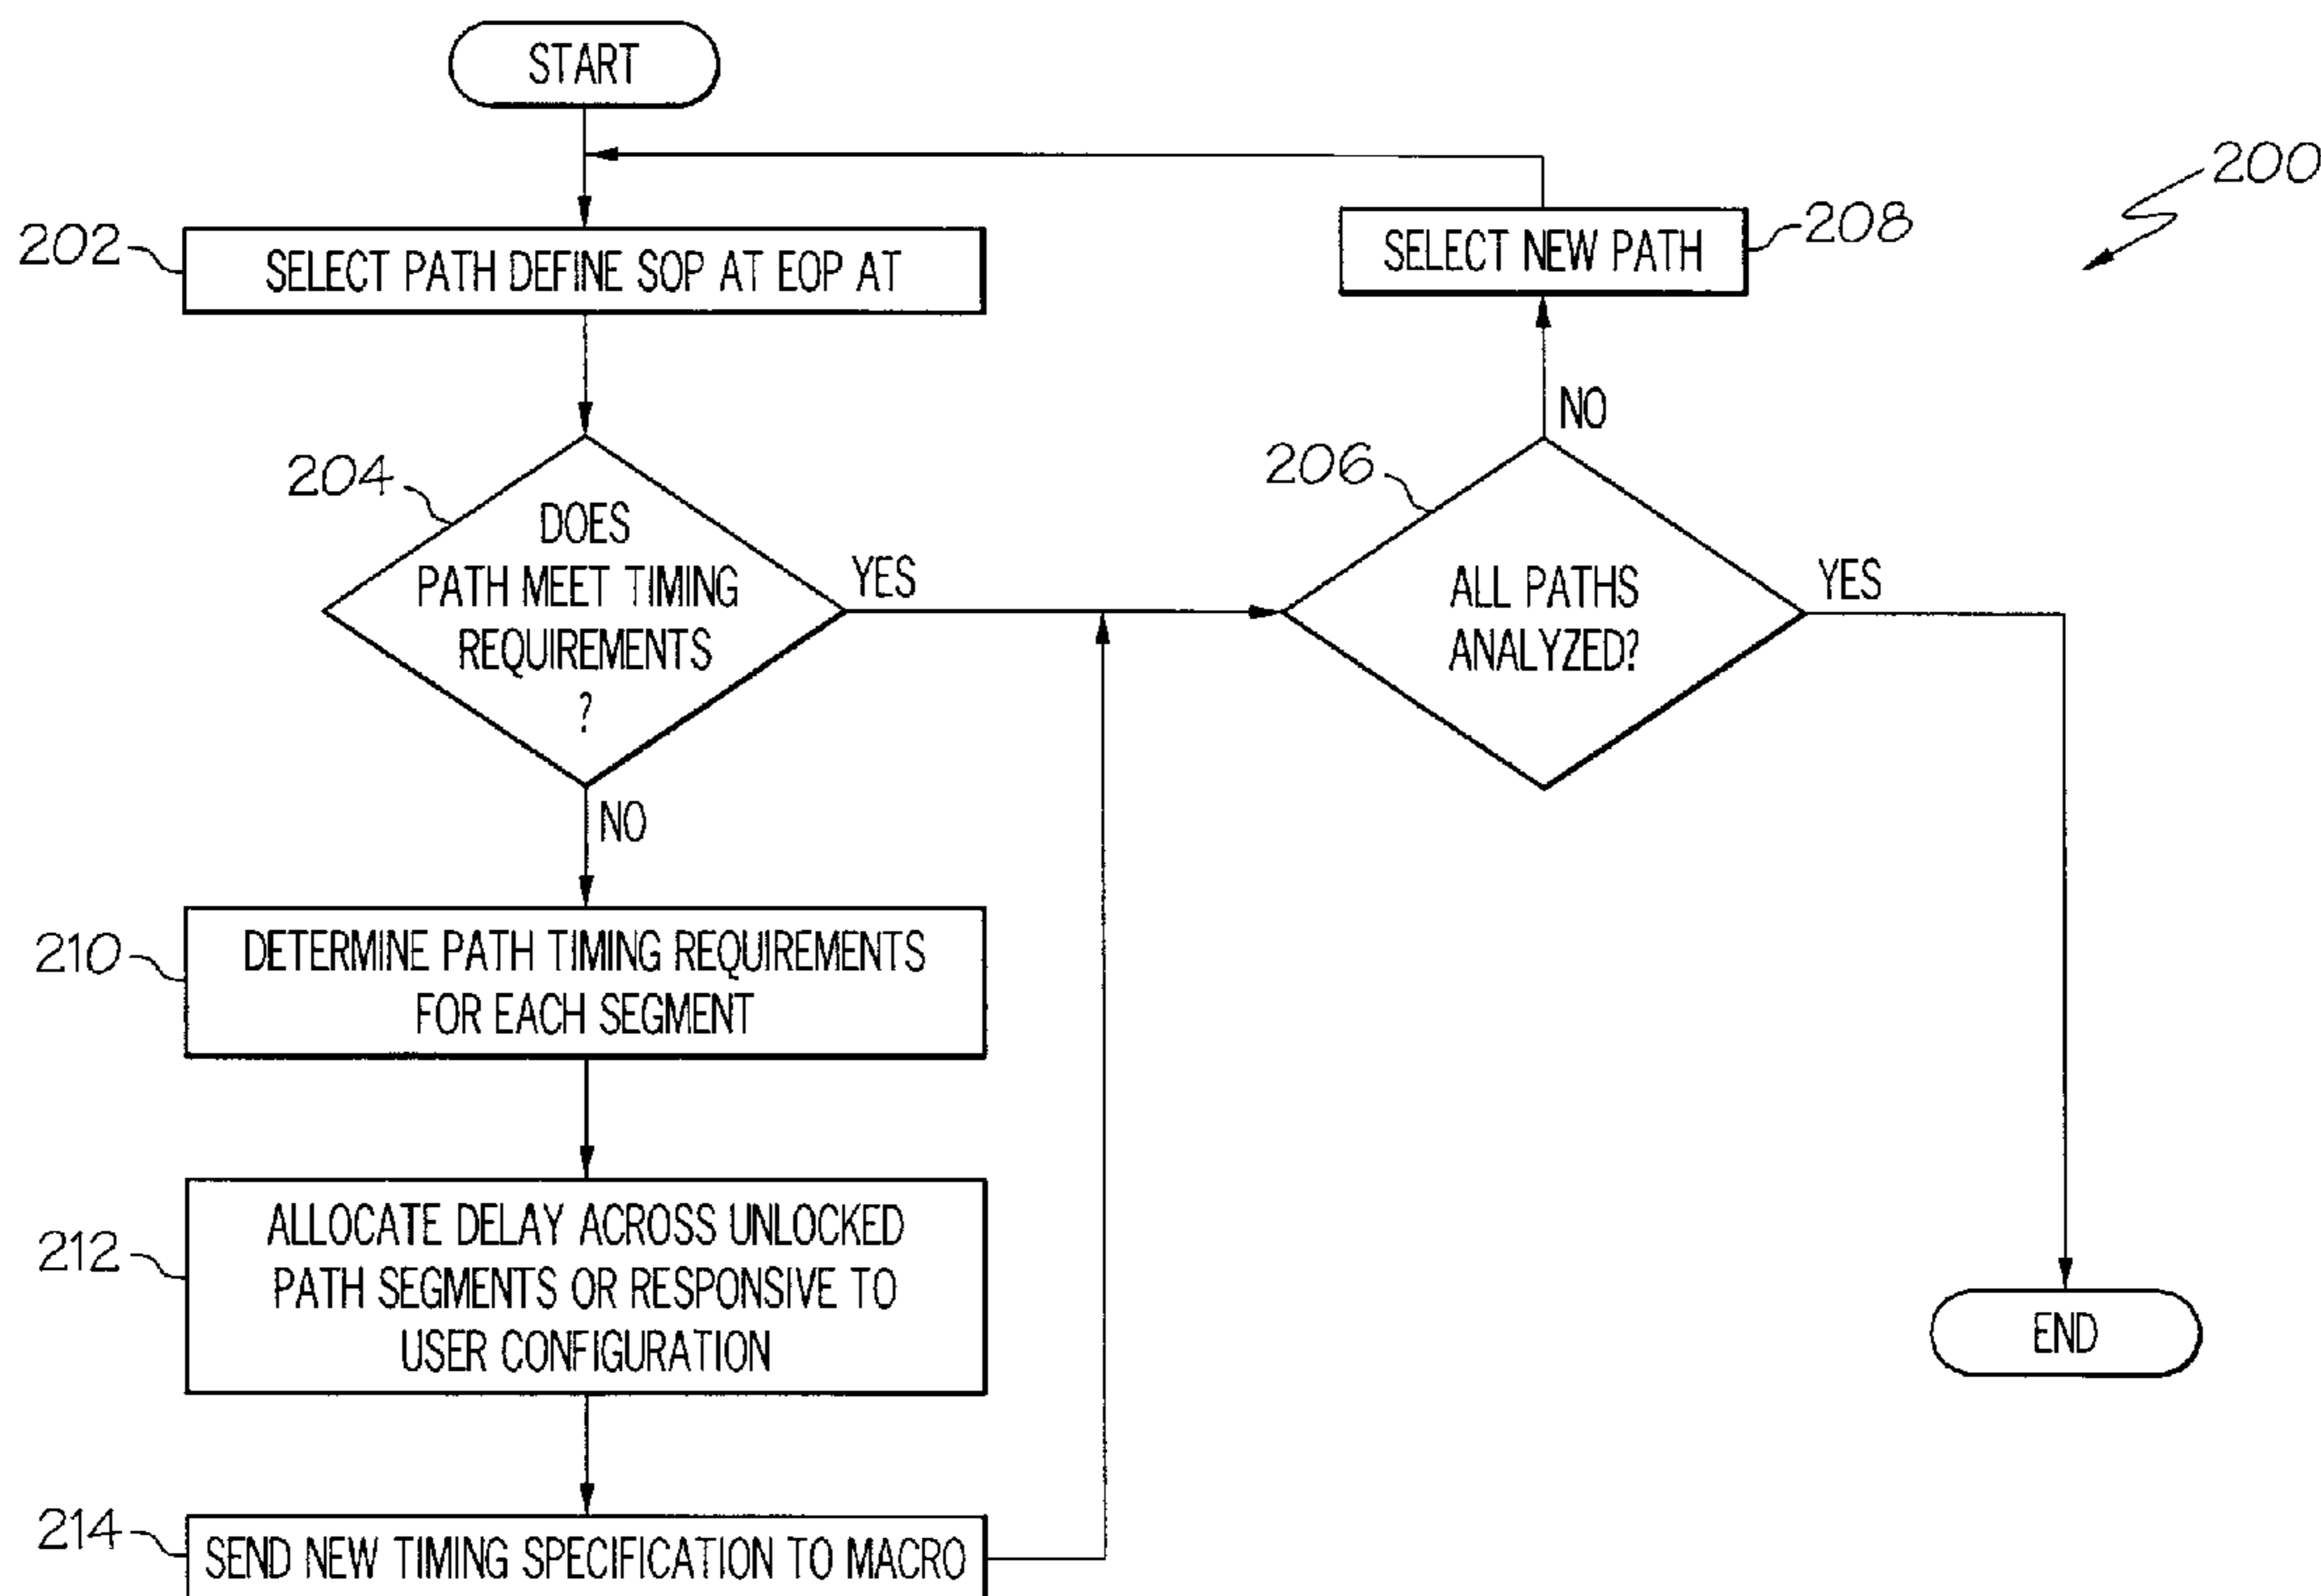 START
200
202
SELECT PATH DEFINE SOP AT EOP AT
SELECT NEW PATH
208
204
DOES
PATH MEET TIMING
REQUIREMENTS
?
YES
NO
206
ALL PATHS
ANALYZED?
NO
YES
210
DETERMINE PATH TIMING REQUIREMENTS
FOR EACH SEGMENT
212
ALLOCATE DELAY ACROSS UNLOCKED
PATH SEGMENTS OR RESPONSIVE TO
USER CONFIGURATION
END
214
SEND NEW TIMING SPECIFICATION TO MACRO